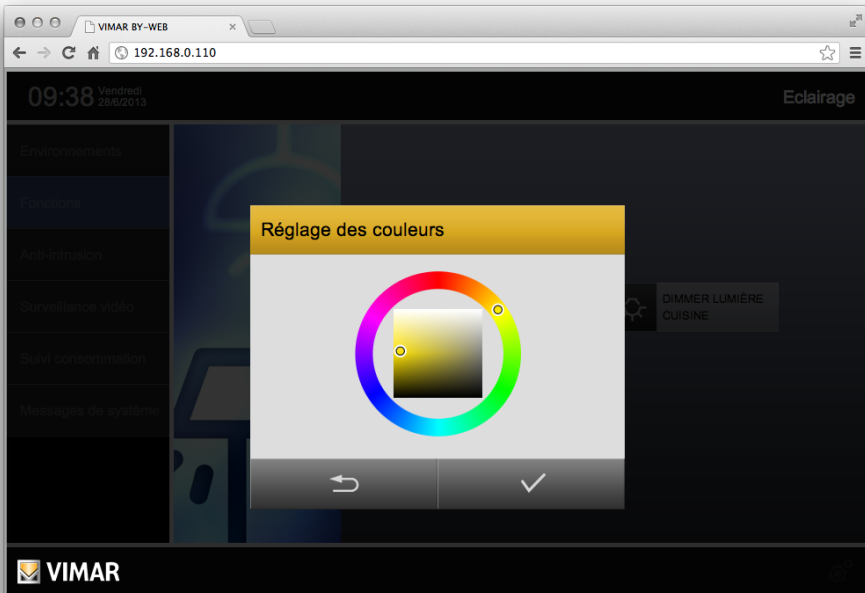 VIMAR BY-WEB
192.168.0.110
09:38 Vendredi
28/6/2013
Eclairage
Environnements
Fonctions
Anti-intrusion
Surveillance vidéo
Suivi consommation
Messages de système
Réglage des couleurs
DIMMER LUMIÈRE
CUISINE
VIMAR